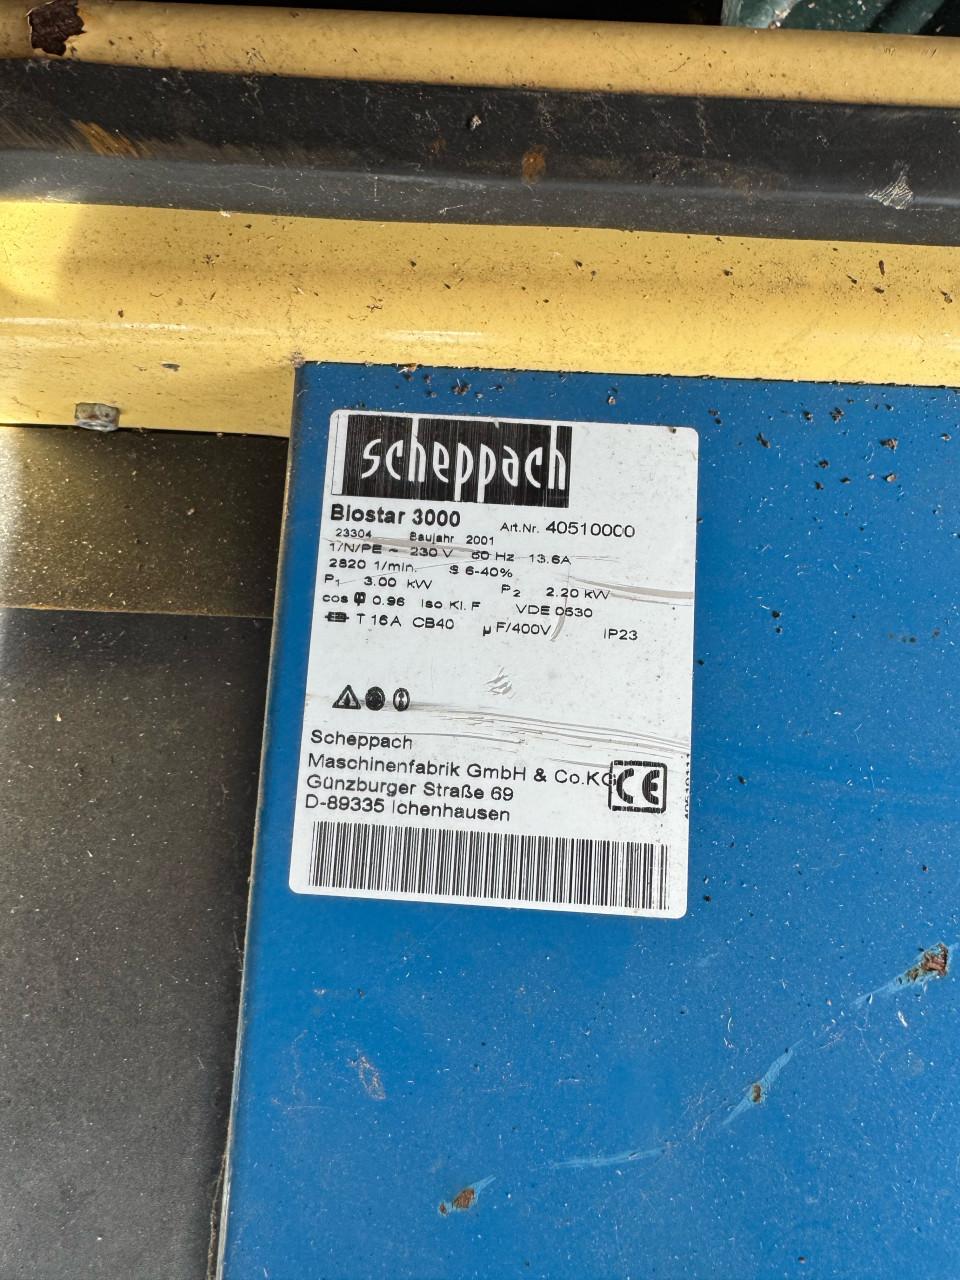 scheppach
Biostar 3000 Art.Nr. 40510000
23304 Baujahr 2001
1/N/PE ~ 230 V 50 Hz 13.6A
2820 1/min. S 6-40%
P1 3.00 kW P2 2.20 kW
cos φ 0.96 Iso Kl. F VDE 0530
T 16A CB40 µF/400V IP23
Scheppach
Maschinenfabrik GmbH & Co.KG
Günzburger Straße 69
D-89335 Ichenhausen
CE